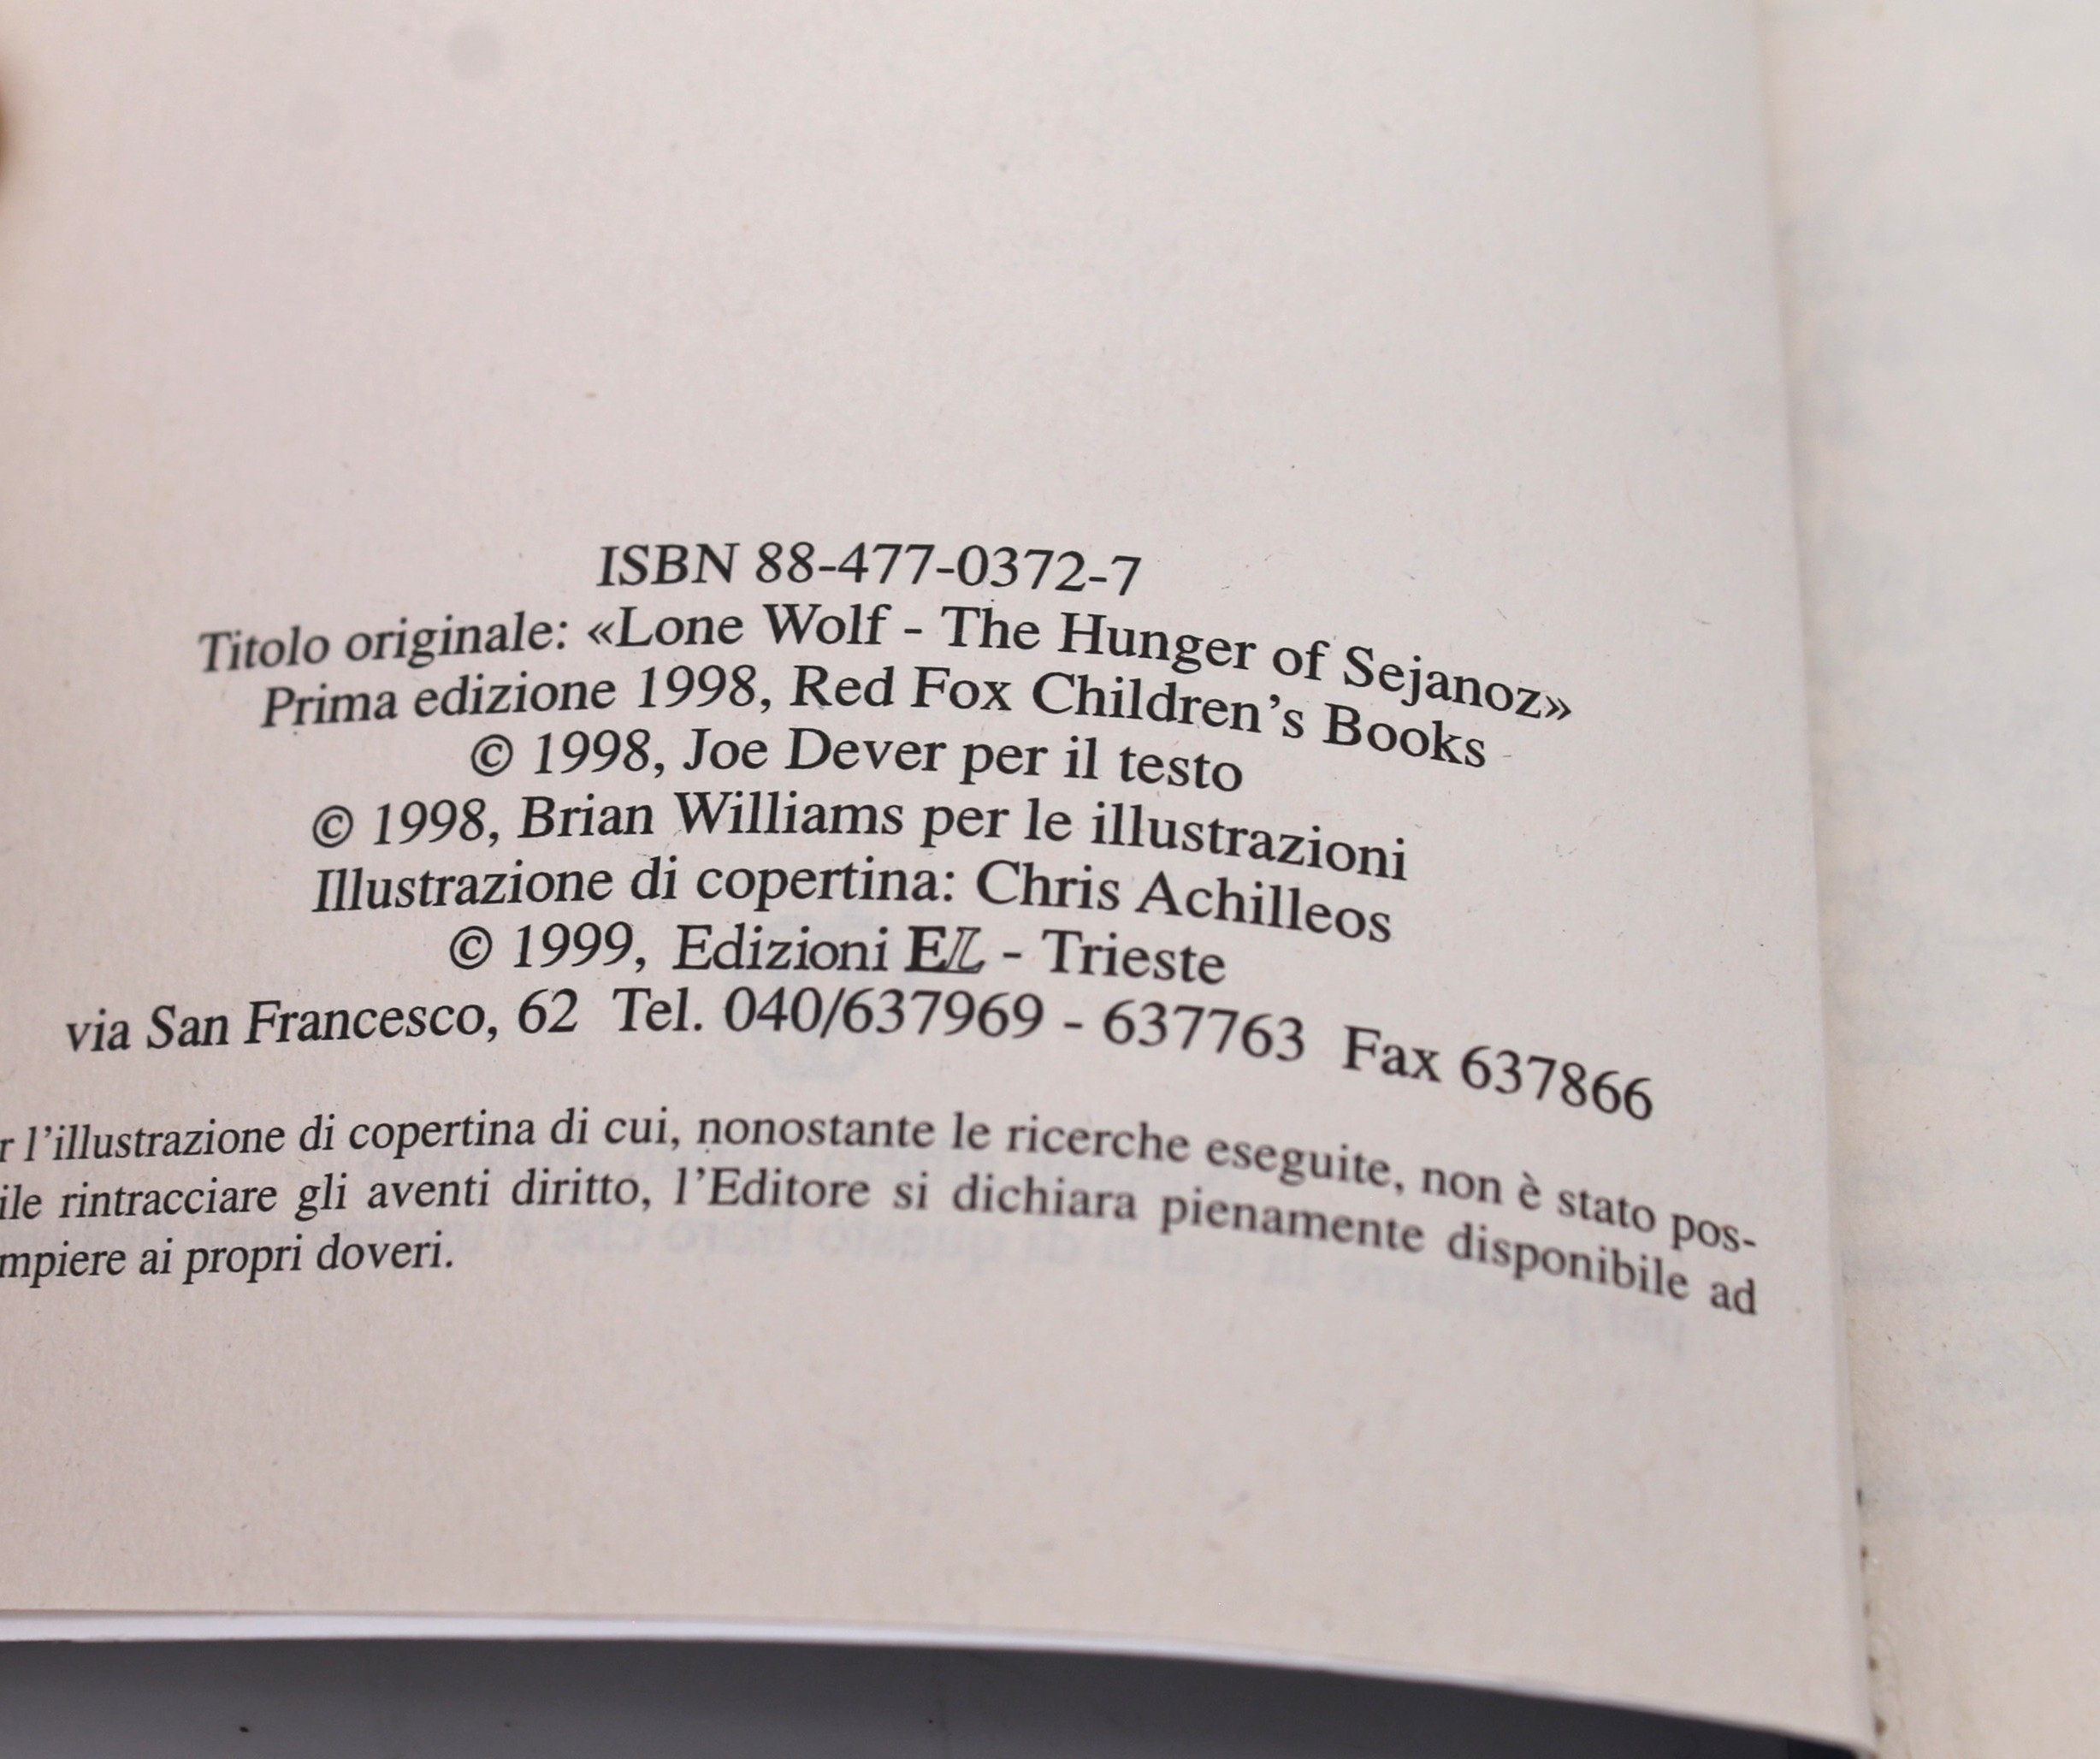 ISBN 88-477-0372-7
Titolo originale: «Lone Wolf - The Hunger of Sejanoz»
Prima edizione 1998, Red Fox Children's Books
© 1998, Joe Dever per il testo
© 1998, Brian Williams per le illustrazioni
Illustrazione di copertina: Chris Achilleos
© 1999, Edizioni EL - Trieste
via San Francesco, 62 Tel. 040/637969 - 637763 Fax 637866
r l'illustrazione di copertina di cui, nonostante le ricerche eseguite, non è stato pos-
ile rintracciare gli aventi diritto, l'Editore si dichiara pienamente disponibile ad
mpiere ai propri doveri.